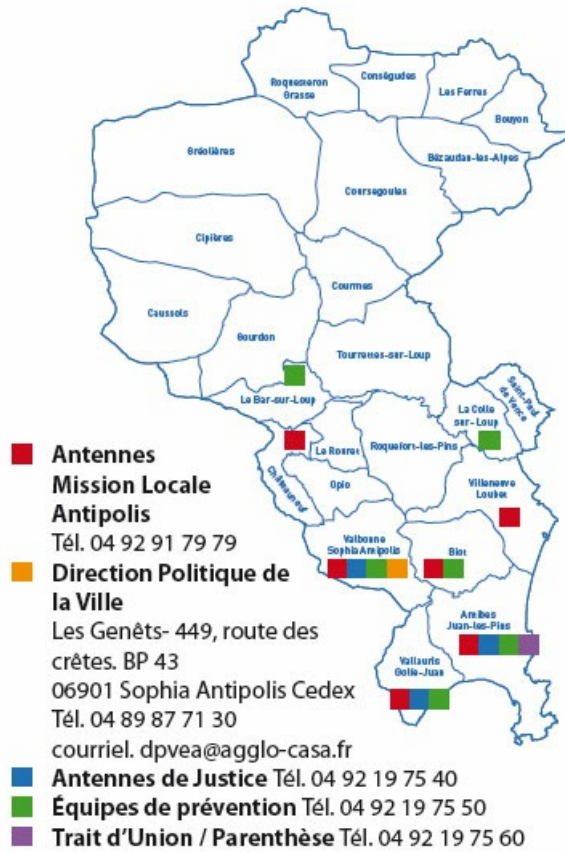 Roquesteron
Grasse
Conségudes
Les Ferres
Bouyon
Gréolières
Bézaudun-les-Alpes
Coursegoules
Cipières
Courmes
Caussols
Gourdon
Tourrettes-sur-Loup
Le Bar-sur-Loup
Saint-Paul
de Vence
La Colle
sur-Loup
Le Rouret
Roquefort-les-Pins
Châteauneuf
Opio
Villeneuve
Loubet
Valbonne
Sophia Antipolis
Biot
Antibes
Juan-les-Pins
Vallauris
Golfe-Juan
Antennes
Mission Locale
Antipolis
Tél. 04 92 91 79 79
Direction Politique de
la Ville
Les Genêts- 449, route des
crêtes. BP 43
06901 Sophia Antipolis Cedex
Tél. 04 89 87 71 30
courriel. dpvea@agglo-casa.fr
Antennes de Justice Tél. 04 92 19 75 40
Équipes de prévention Tél. 04 92 19 75 50
Trait d'Union / Parenthèse Tél. 04 92 19 75 60